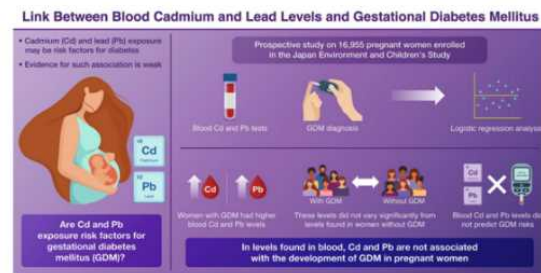 Link Between Blood Cadmium and Lead Levels and Gestational Diabetes Mellitus
• Cadmium (Cd) and lead (Pb) exposure
may be risk factors for diabetes
• Evidence for such association is weak
Cd
Cadmium
Pb
Lead
Are Cd and Pb
exposure risk factors for
gestational diabetes
mellitus (GDM)?
Prospective study on 16,955 pregnant women enrolled
in the Japan Environment and Children's Study
Blood Cd and Pb tests
GDM diagnosis
Logistic regression analysis
Cd
Pb
Women with GDM had higher
blood Cd and Pb levels
With GDM
Without GDM
These levels did not vary significantly from
levels found in women without GDM
Cd
Pb
Blood Cd and Pb levels do
not predict GDM risks
In levels found in blood, Cd and Pb are not associated
with the development of GDM in pregnant women